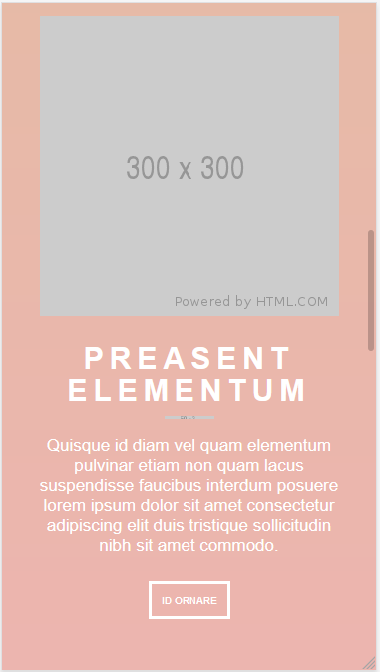 300 x 300
Powered by HTML.COM
PREASENT
ELEMENTUM
Quisque id diam vel quam elementum
pulvinar etiam non quam lacus
suspendisse faucibus interdum posuere
lorem ipsum dolor sit amet consectetur
adipiscing elit duis tristique sollicitudin
nibh sit amet commodo.
ID ORNARE